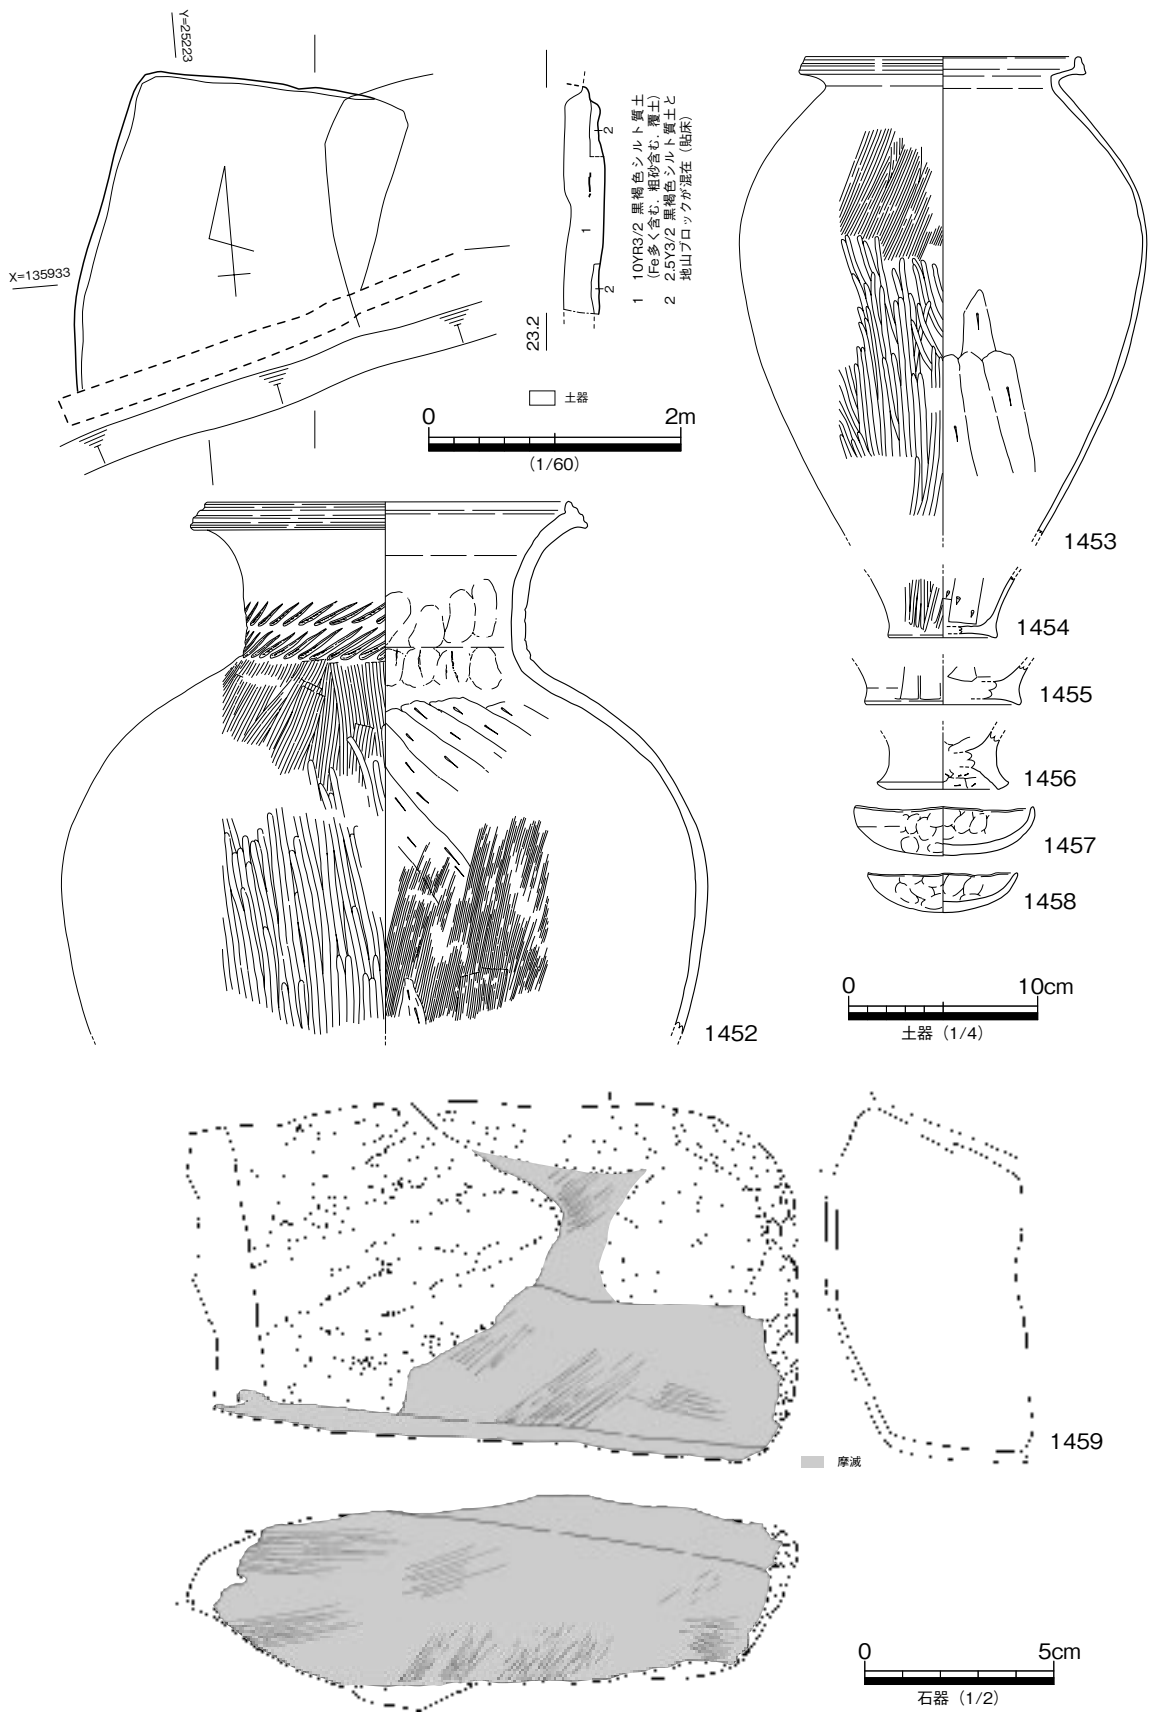 Y=25223
X=135933
2
1
2
23.2
1 10YR3/2 黒褐色シルト質土
(Fe多く含む、粗砂含む、覆土)
2 2.5Y3/2 黒褐色シルト質土と
地山ブロックが混在(貼床)
土器
0 2m
(1/60)
1453
1454
1455
1456
1457
1458
0 10cm
土器(1/4)
1452
1459
摩滅
0 5cm
石器(1/2)